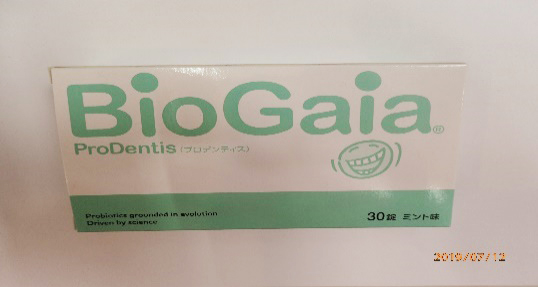 BioGaia®
ProDentis (プロデンティス)
Probiotics grounded in evolution
Driven by science
30錠 ミント味
2019/07/12